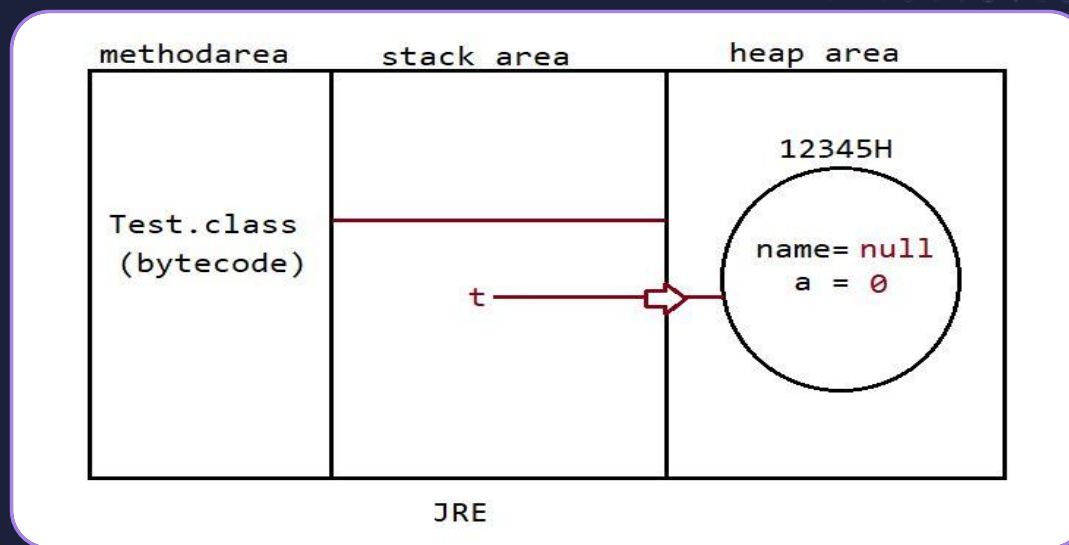 methodarea
stack area
heap area
12345H
Test.class
(bytecode)
name= null
a = 0
t
JRE